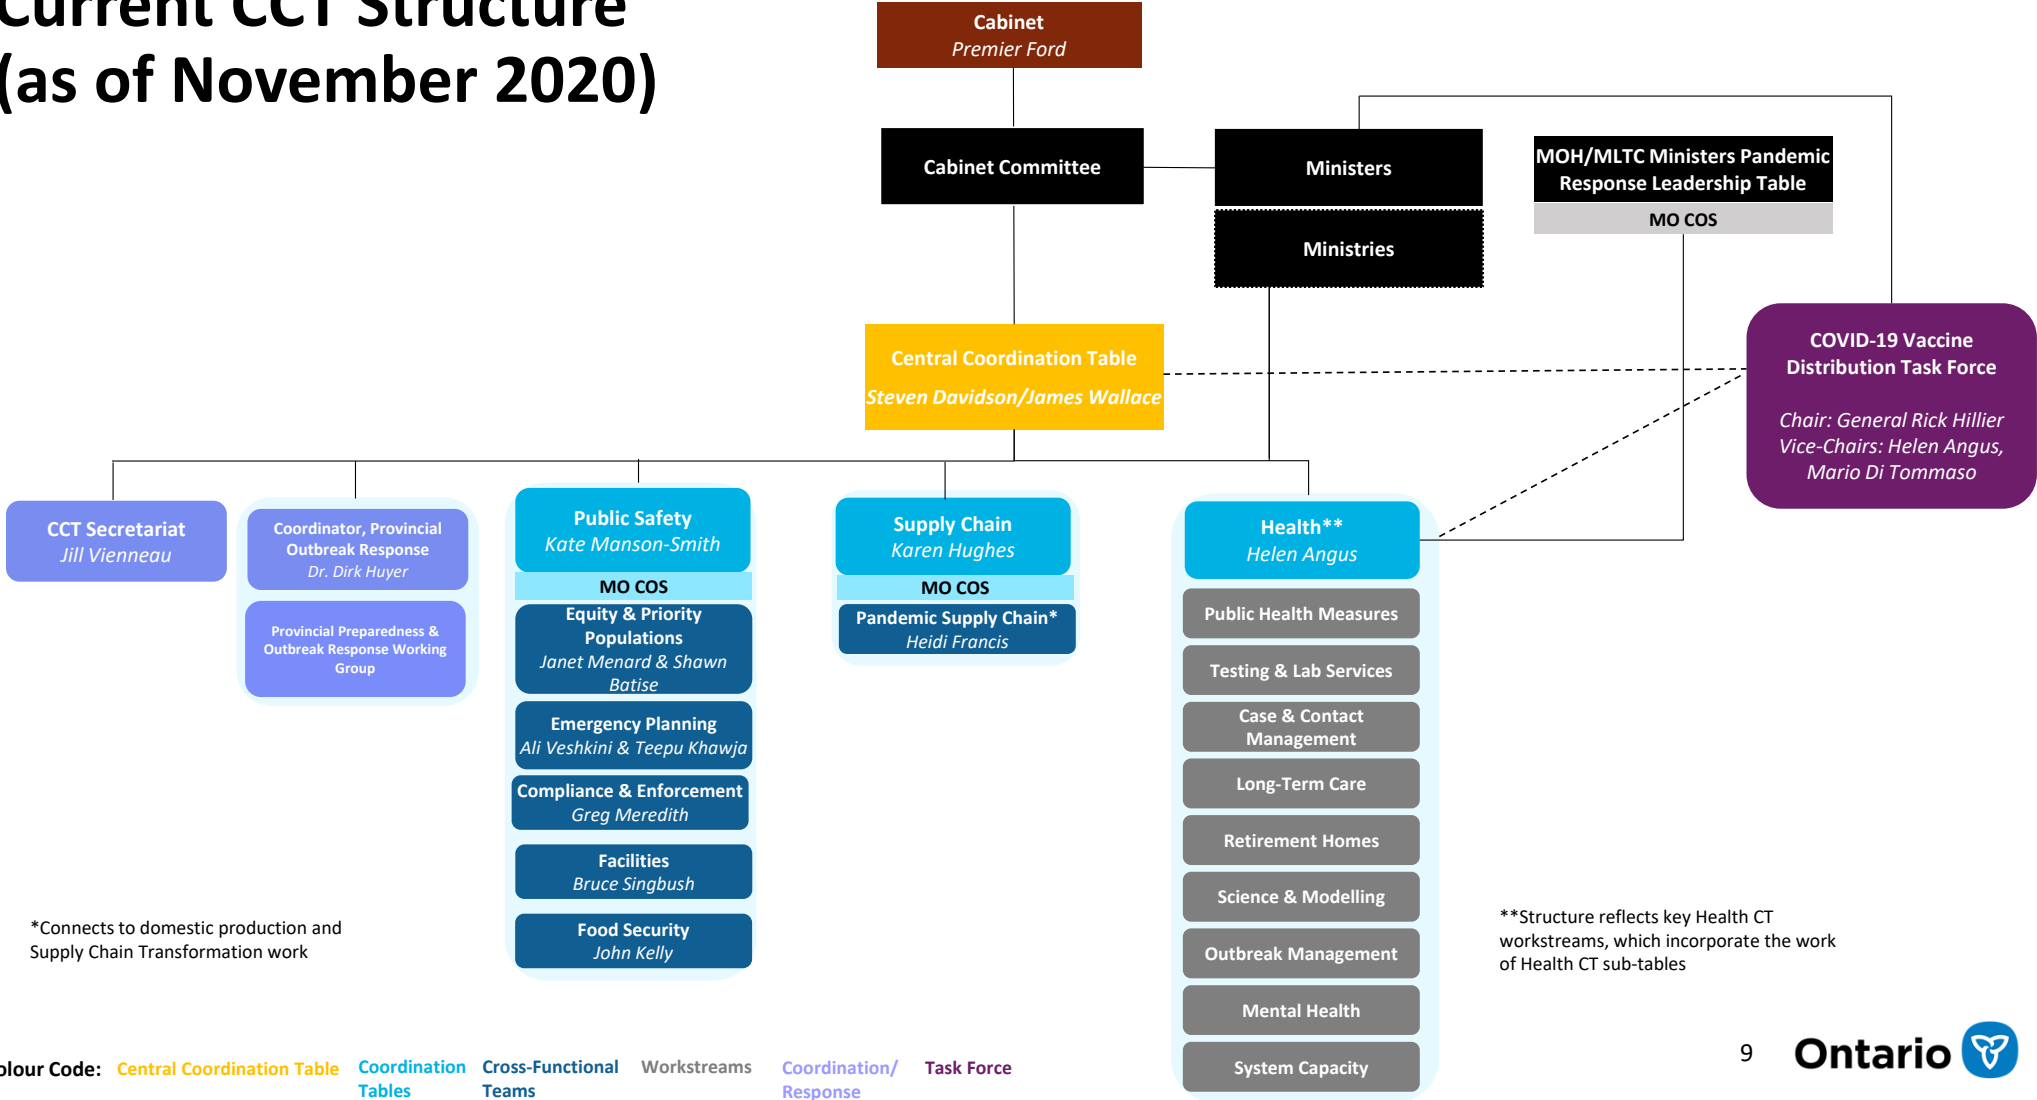 Current CCT Structure
(as of November 2020)
Cabinet
Premier Ford
Cabinet Committee
Ministers
Ministries
MOH/MLTC Ministers Pandemic
Response Leadership Table
MO COS
Central Coordination Table
Steven Davidson/James Wallace
COVID-19 Vaccine
Distribution Task Force
Chair: General Rick Hillier
Vice-Chairs: Helen Angus,
Mario Di Tommaso
CCT Secretariat
Jill Vienneau
Coordinator, Provincial
Outbreak Response
Dr. Dirk Huyer
Provincial Preparedness &
Outbreak Response Working
Group
Public Safety
Kate Manson-Smith
MO COS
Equity & Priority
Populations
Janet Menard & Shawn
Batise
Emergency Planning
Ali Veshkini & Teepu Khawja
Compliance & Enforcement
Greg Meredith
Facilities
Bruce Singbush
Food Security
John Kelly
Supply Chain
Karen Hughes
MO COS
Pandemic Supply Chain*
Heidi Francis
Health**
Helen Angus
Public Health Measures
Testing & Lab Services
Case & Contact
Management
Long-Term Care
Retirement Homes
Science & Modelling
Outbreak Management
Mental Health
System Capacity
*Connects to domestic production and
Supply Chain Transformation work
**Structure reflects key Health CT
workstreams, which incorporate the work
of Health CT sub-tables
olour Code:
Central Coordination Table
Coordination
Tables
Cross-Functional
Teams
Workstreams
Coordination/
Response
Task Force
9
Ontario